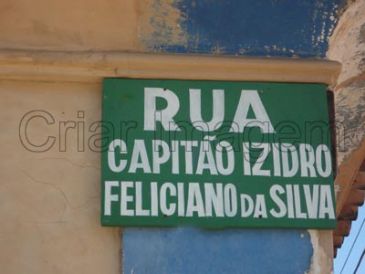 RUA
CAPITÃO IZIDRO
FELICIANO DA SILVA
Criar Imagem